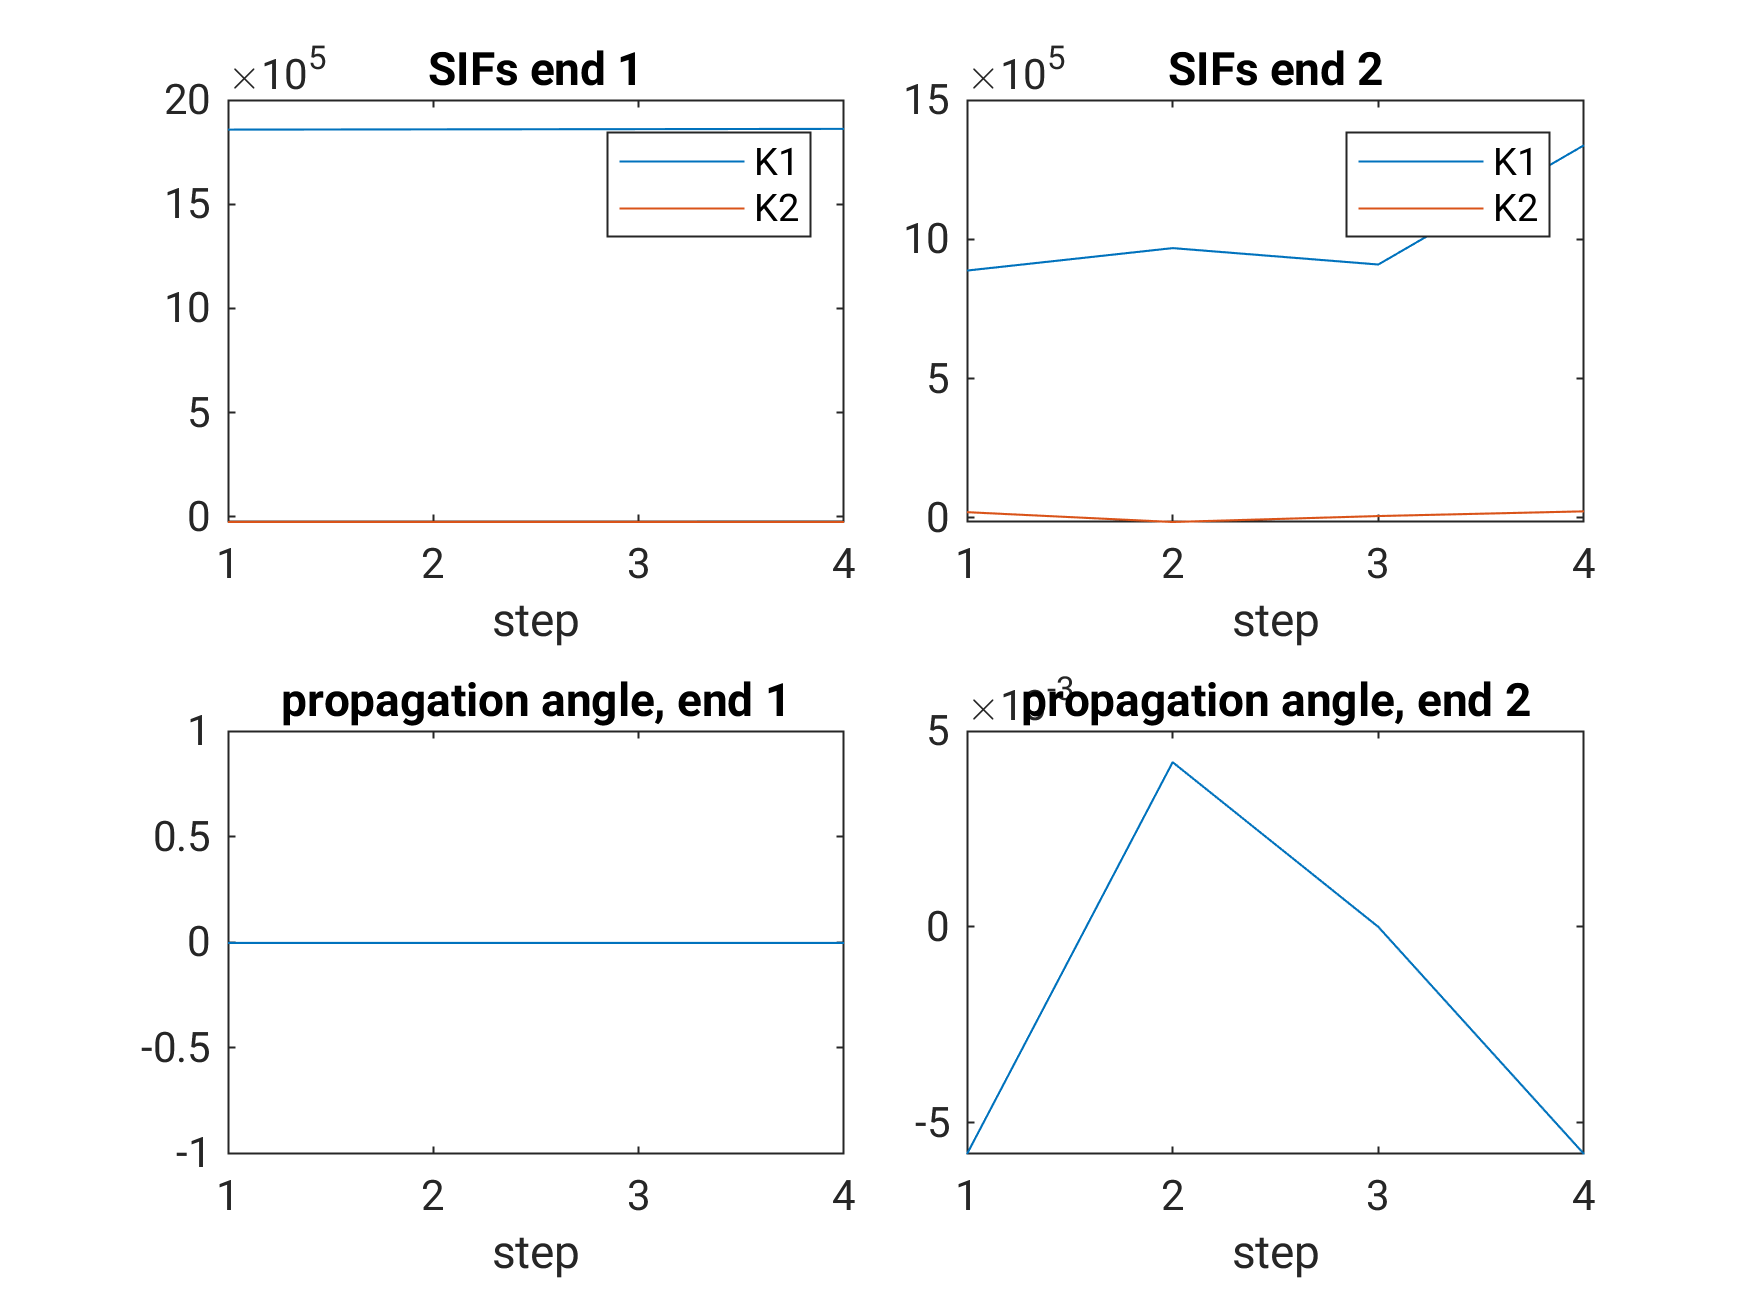 ×10^5 SIFs end 1
20
15
10
5
0
K1
K2
1 2 3 4
step
×10^5 SIFs end 2
15
10
5
0
K1
K2
1 2 3 4
step
propagation angle, end 1
1
0.5
0
-0.5
-1
1 2 3 4
step
×10^-3 propagation angle, end 2
5
0
-5
1 2 3 4
step